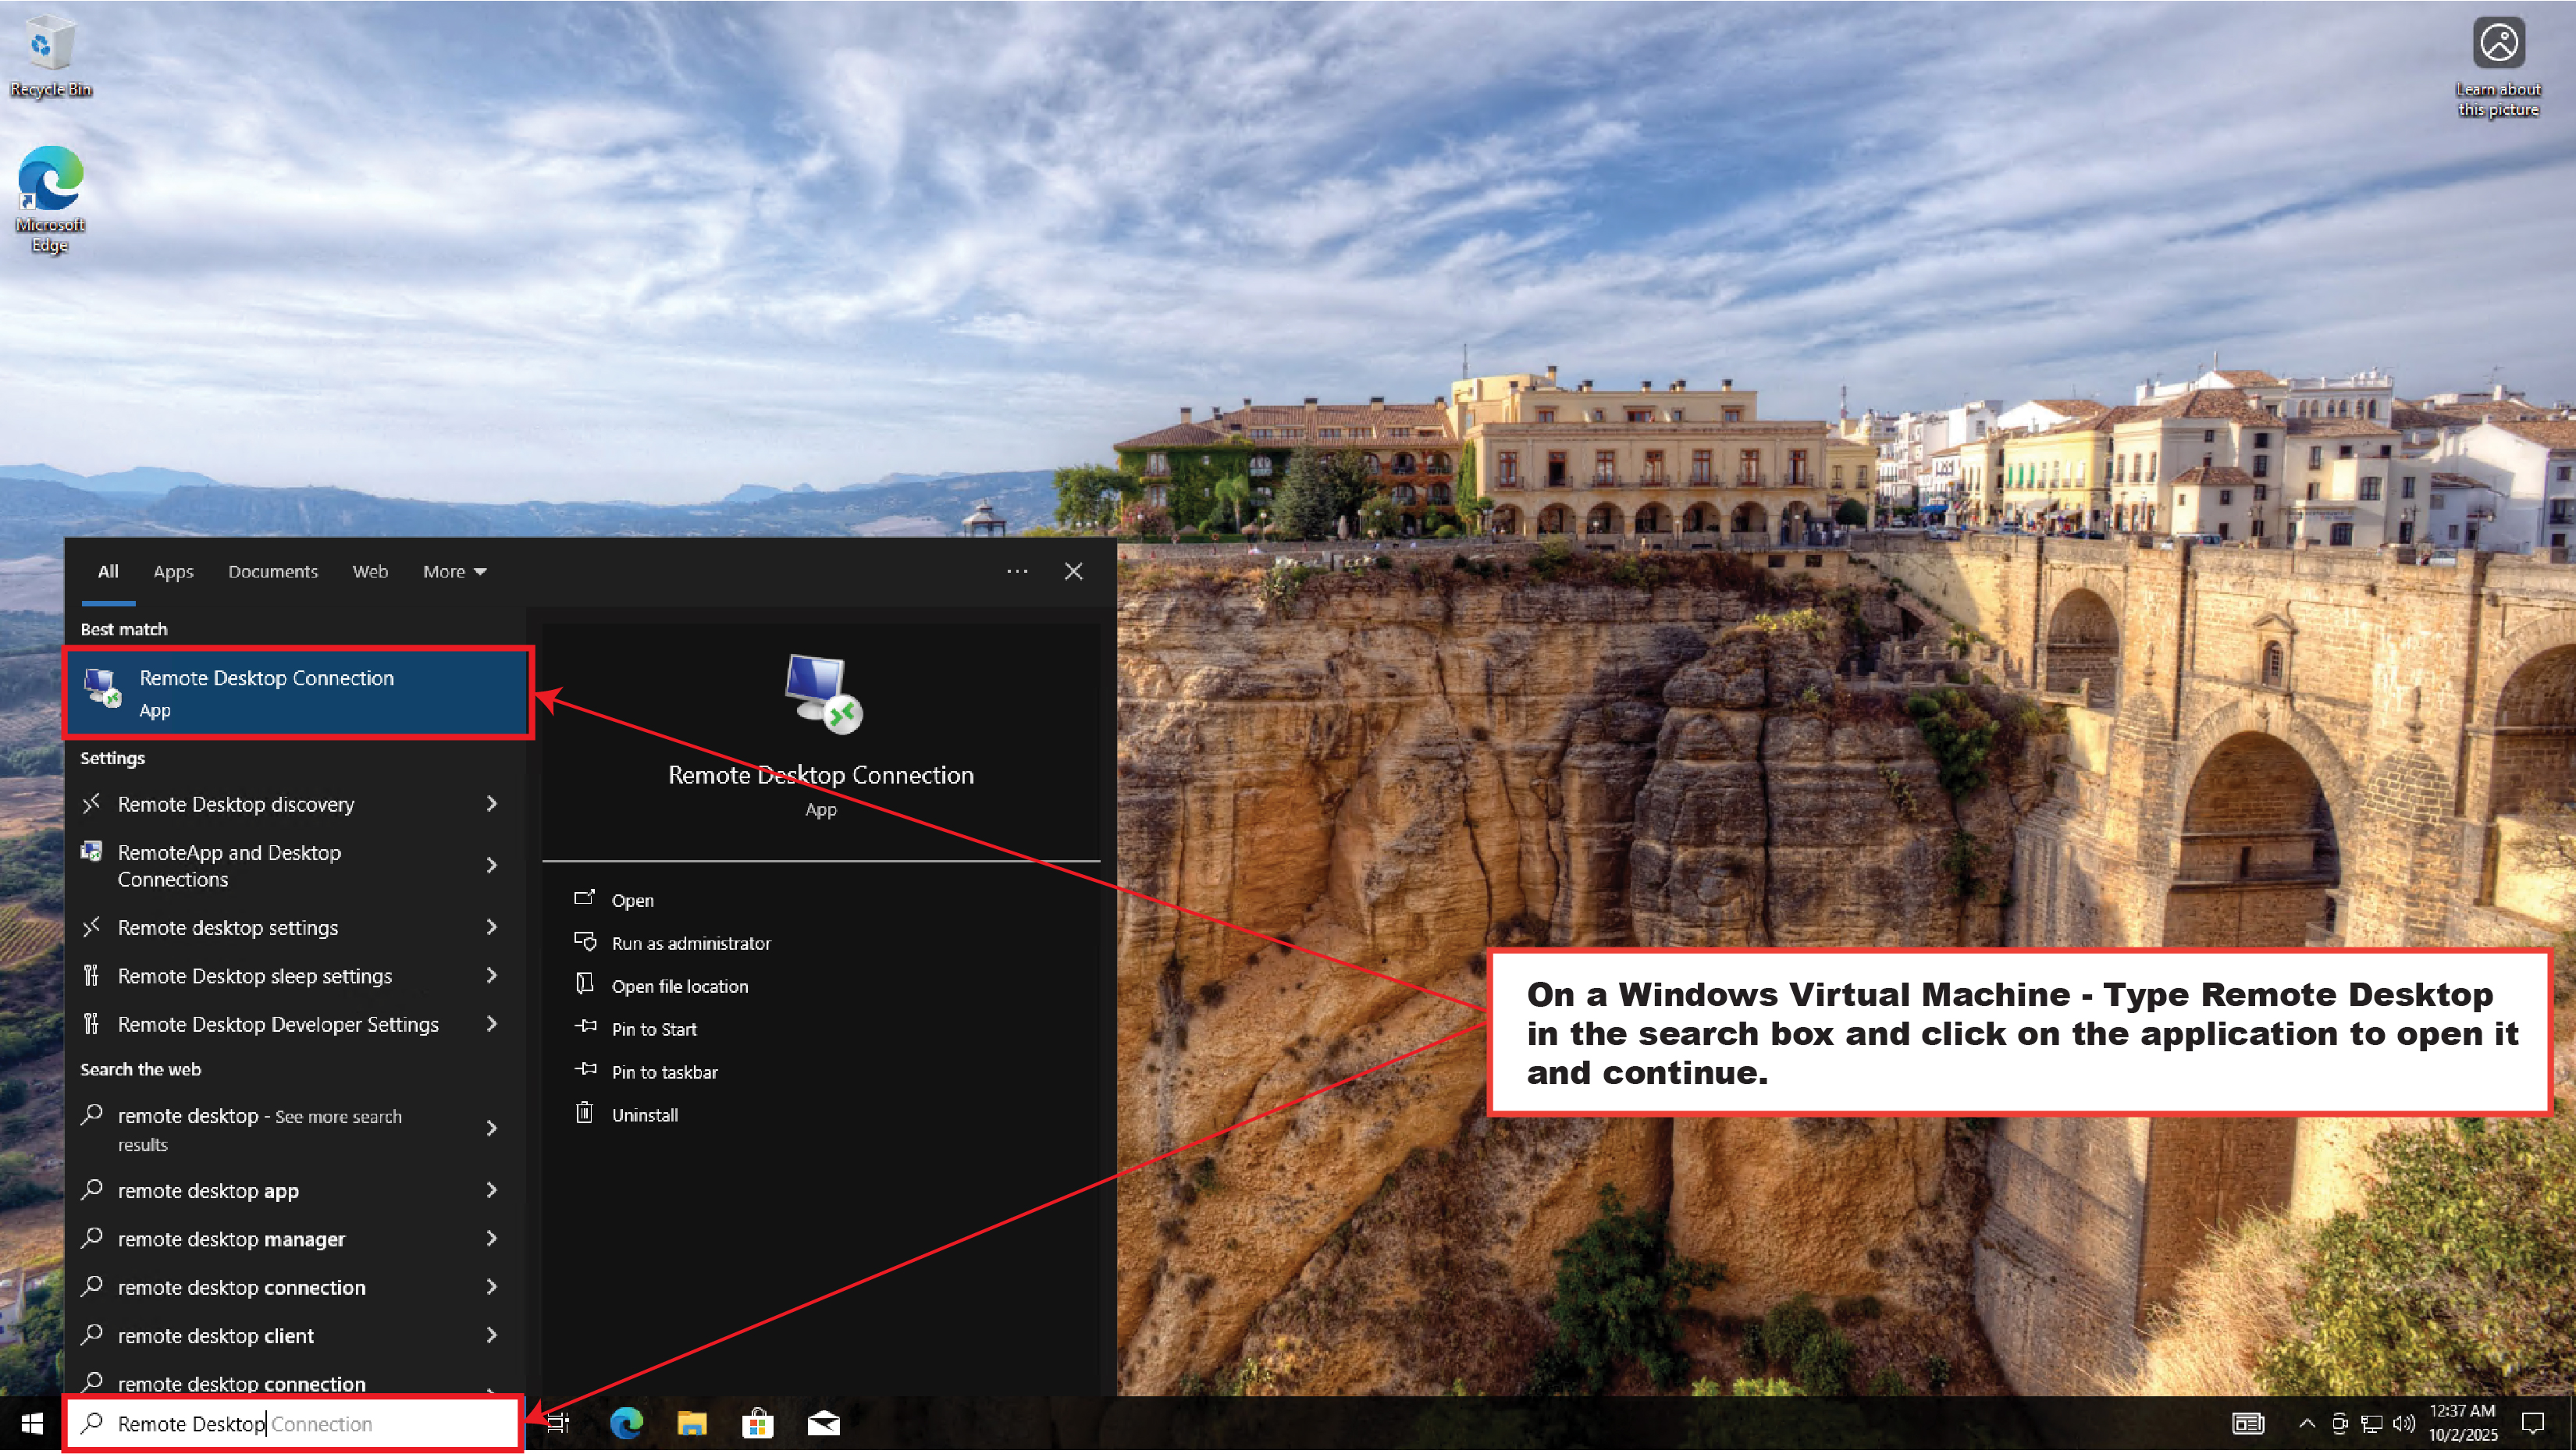 Recycle Bin
Microsoft
Edge
Learn about
this picture
All Apps Documents Web More
Best match
Remote Desktop Connection
App
Settings
Remote Desktop discovery
RemoteApp and Desktop
Connections
Remote desktop settings
Remote Desktop sleep settings
Remote Desktop Developer Settings
Search the web
remote desktop - See more search
results
remote desktop app
remote desktop manager
remote desktop connection
remote desktop client
remote desktop connection
Remote Desktop Connection
App
Open
Run as administrator
Open file location
Pin to Start
Pin to taskbar
Uninstall
On a Windows Virtual Machine - Type Remote Desktop
in the search box and click on the application to open it
and continue.
Remote Desktop Connection
12:37 AM
10/2/2025